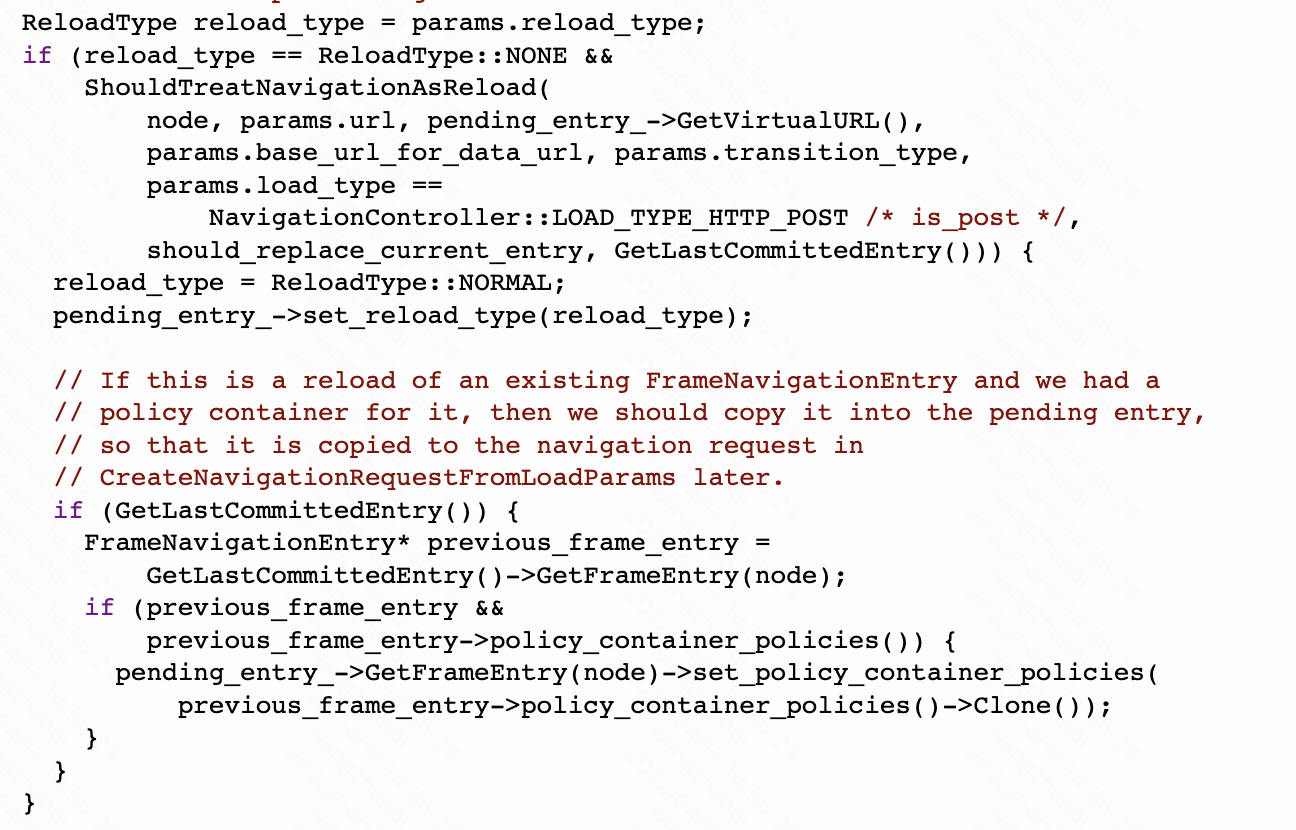 ReloadType reload_type = params.reload_type;
if (reload_type == ReloadType::NONE &&
    ShouldTreatNavigationAsReload(
        node, params.url, pending_entry_->GetVirtualURL(),
        params.base_url_for_data_url, params.transition_type,
        params.load_type ==
            NavigationController::LOAD_TYPE_HTTP_POST /* is_post */,
        should_replace_current_entry, GetLastCommittedEntry())) {
  reload_type = ReloadType::NORMAL;
  pending_entry_->set_reload_type(reload_type);

  // If this is a reload of an existing FrameNavigationEntry and we had a
  // policy container for it, then we should copy it into the pending entry,
  // so that it is copied to the navigation request in
  // CreateNavigationRequestFromLoadParams later.
  if (GetLastCommittedEntry()) {
    FrameNavigationEntry* previous_frame_entry =
        GetLastCommittedEntry()->GetFrameEntry(node);
    if (previous_frame_entry &&
        previous_frame_entry->policy_container_policies()) {
      pending_entry_->GetFrameEntry(node)->set_policy_container_policies(
          previous_frame_entry->policy_container_policies()->Clone());
    }
  }
}